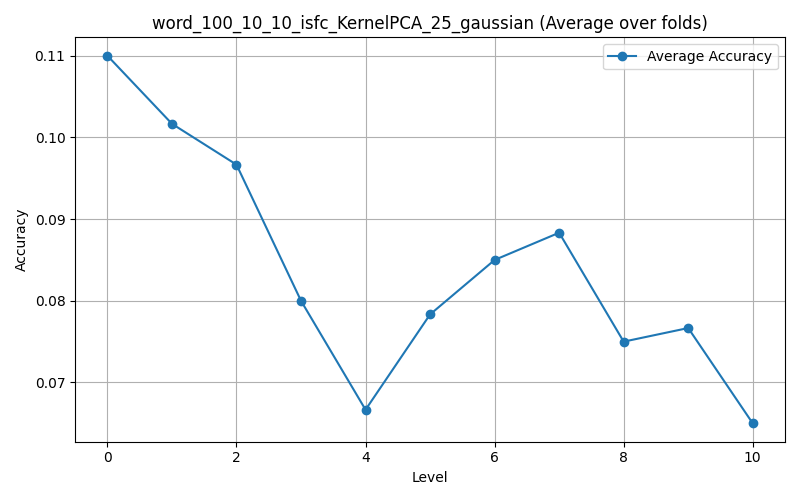 word_100_10_10_isfc_KernelPCA_25_gaussian (Average over folds)
Average Accuracy
0.11
0.10
0.09
0.08
0.07
Accuracy
0 2 4 6 8 10
Level